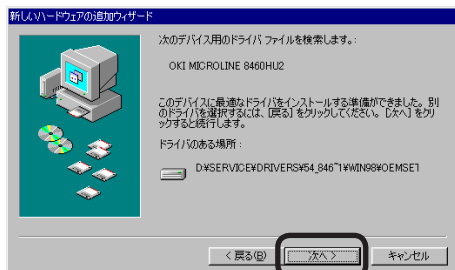 新しいハードウェアの追加ウィザード
次のデバイス用のドライバ ファイルを検索します。:
OKI MICROLINE 8460HU2
このデバイスに最適なドライバをインストールする準備ができました。別
のドライバを選択するには、[戻る] をクリックしてください。[次へ] をクリ
ックすると続行します。
ドライバのある場所:
D¥SERVICE¥DRIVERS¥54_846~1¥WIN98¥OEMSET
< 戻る(B)
次へ >
キャンセル